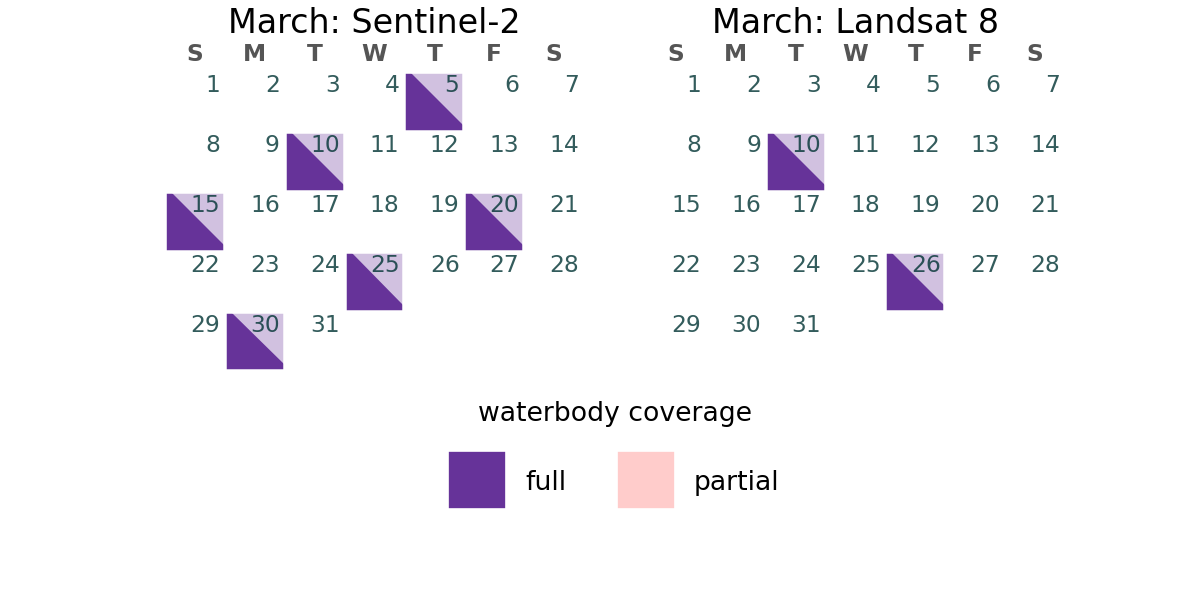 March: Sentinel-2
S M T W T F S
1 2 3 4 5 6 7
8 9 10 11 12 13 14
15 16 17 18 19 20 21
22 23 24 25 26 27 28
29 30 31
March: Landsat 8
S M T W T F S
1 2 3 4 5 6 7
8 9 10 11 12 13 14
15 16 17 18 19 20 21
22 23 24 25 26 27 28
29 30 31
waterbody coverage
full partial